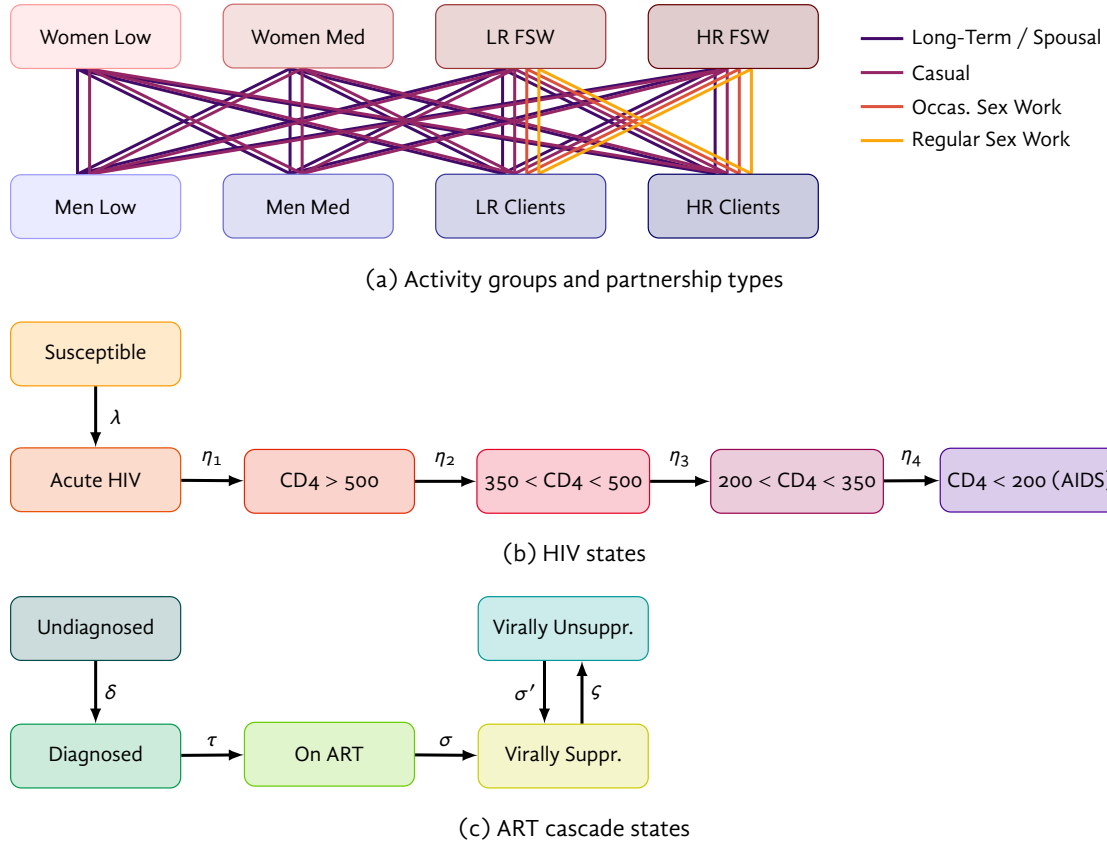 Women Low
Women Med
LR FSW
HR FSW
Long-Term / Spousal
Casual
Occas. Sex Work
Regular Sex Work
Men Low
Men Med
LR Clients
HR Clients
(a) Activity groups and partnership types
Susceptible
λ
Acute HIV
η1
CD4 > 500
η2
350 < CD4 < 500
η3
200 < CD4 < 350
η4
CD4 < 200 (AIDS)
(b) HIV states
Undiagnosed
Virally Unsuppr.
δ
σ′
ς
Diagnosed
τ
On ART
σ
Virally Suppr.
(c) ART cascade states